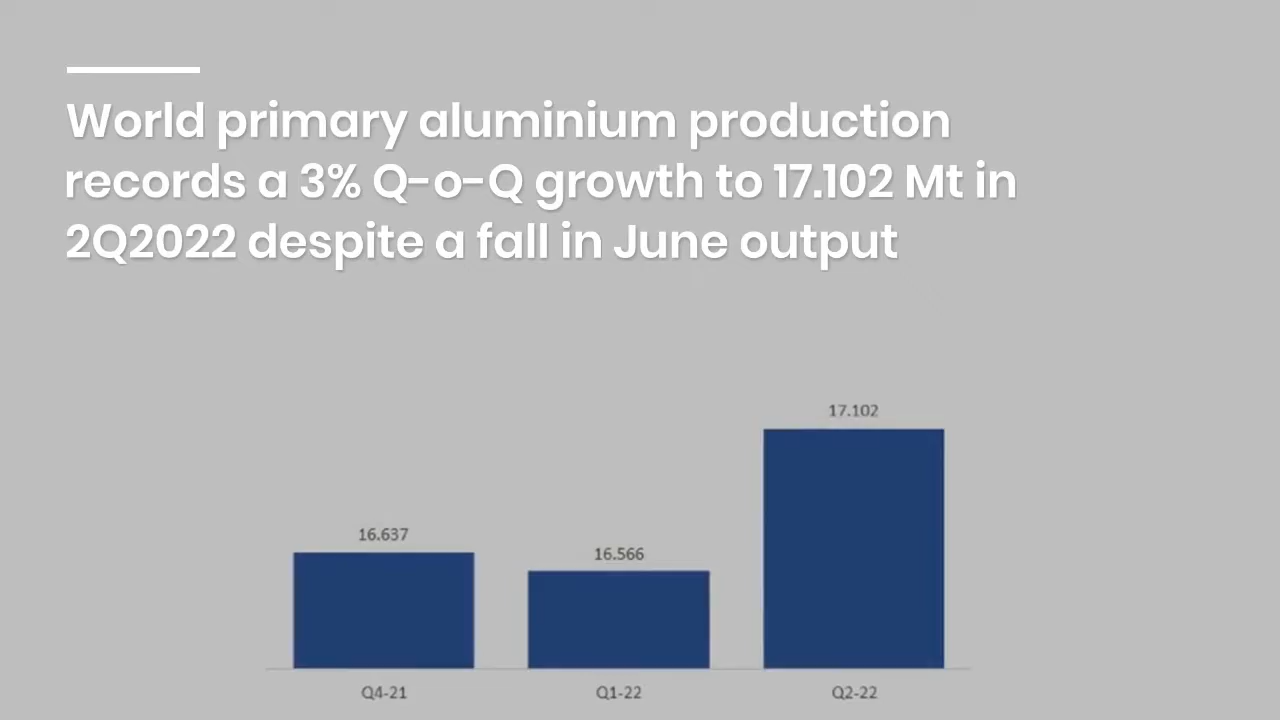 World primary aluminium production
records a 3% Q-o-Q growth to 17.102 Mt in
2Q2022 despite a fall in June output
17.102
16.637
16.566
Q4-21
Q1-22
Q2-22